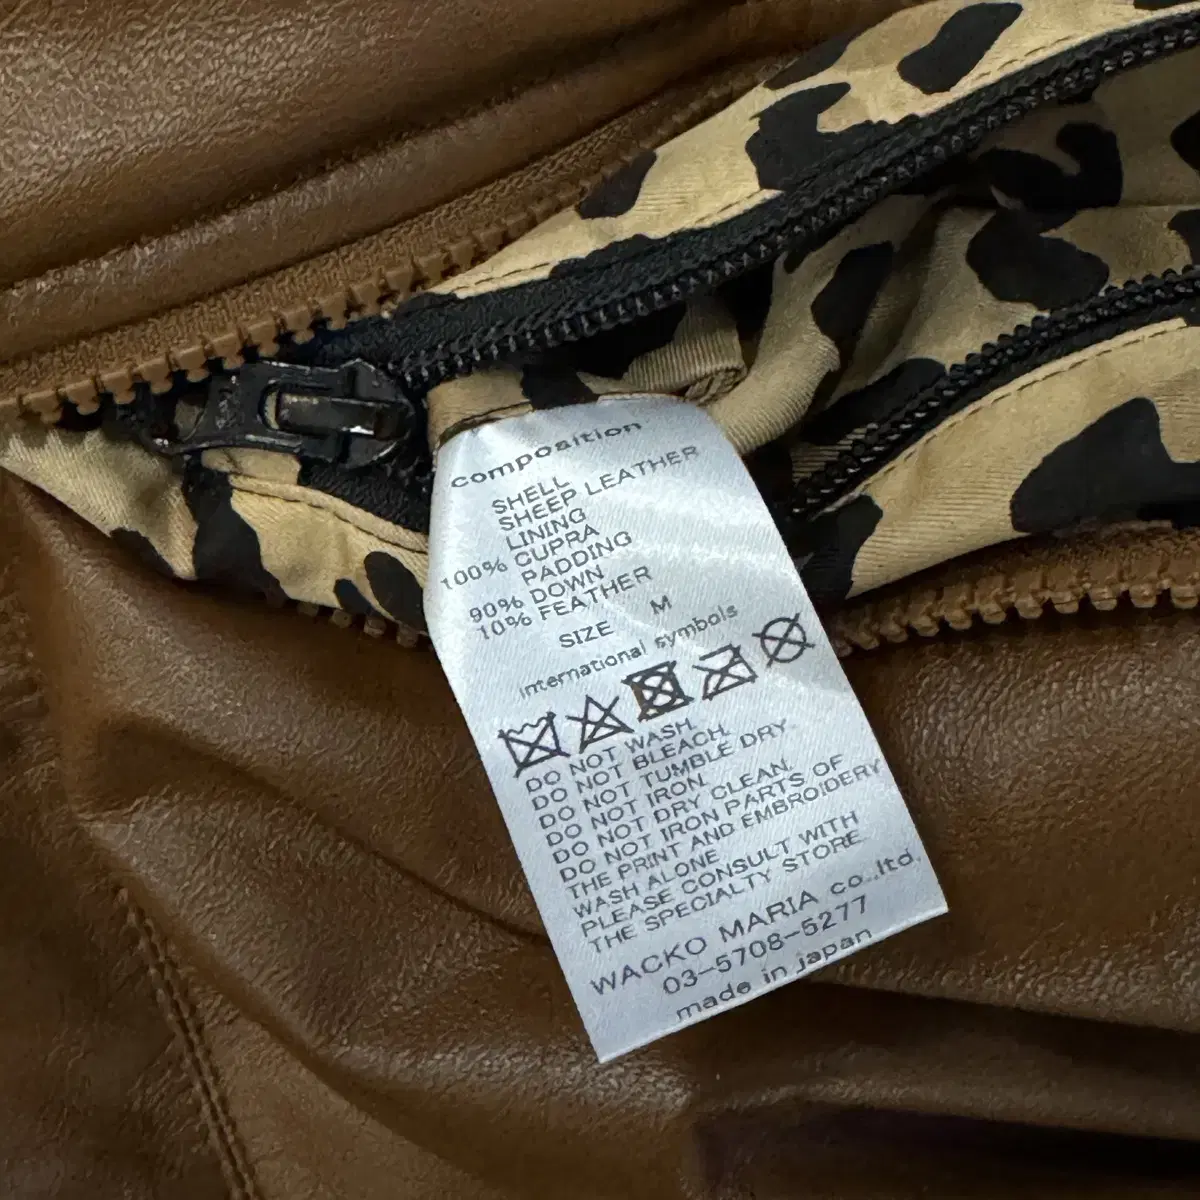 composition
SHELL
SHEEP LEATHER
LINING
100% CUPRA
PADDING
90% DOWN
10% FEATHER
SIZE M
international symbols
DO NOT WASH.
DO NOT BLEACH.
DO NOT TUMBLE DRY.
DO NOT IRON.
DO NOT DRY CLEAN.
DO NOT IRON PARTS OF
THE PRINT AND EMBROIDERY
WASH ALONE
PLEASE CONSULT WITH
THE SPECIALTY STORE.
WACKO MARIA co.,ltd.
03-5708-5277
made in japan